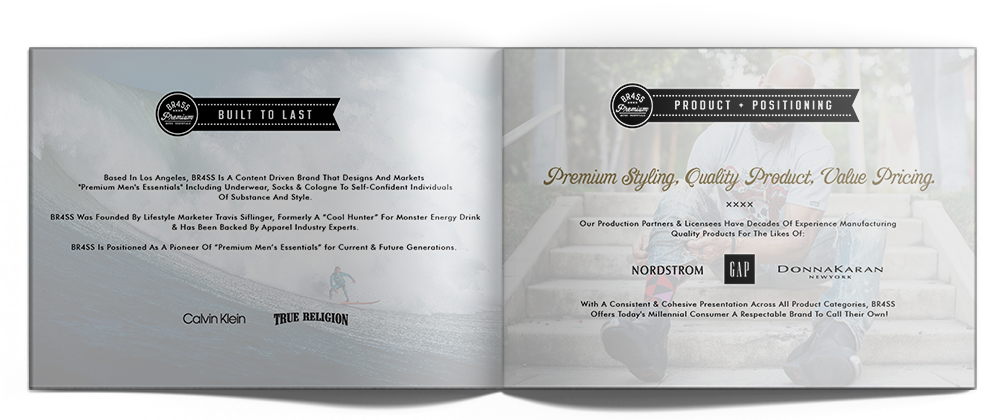 BR4SS
Premium
BUILT TO LAST
Based In Los Angeles, BR4SS Is A Content Driven Brand That Designs And Markets
"Premium Men's Essentials" Including Underwear, Socks & Cologne To Self-Confident Individuals
Of Substance And Style.
BR4SS Was Founded By Lifestyle Marketer Travis Siflinger, Formerly A “Cool Hunter” For Monster Energy Drink
& Has Been Backed By Apparel Industry Experts.
BR4SS Is Positioned As A Pioneer Of “Premium Men’s Essentials” for Current & Future Generations.
Calvin Klein TRUE RELIGION
BR4SS
Premium
PRODUCT + POSITIONING
Premium Styling, Quality Product, Value Pricing.
xxxx
Our Production Partners & Licensees Have Decades Of Experience Manufacturing
Quality Products For The Likes Of:
NORDSTROM GAP DONNAKARAN
NEWYORK
With A Consistent & Cohesive Presentation Across All Product Categories, BR4SS
Offers Today's Millennial Consumer A Respectable Brand To Call Their Own!